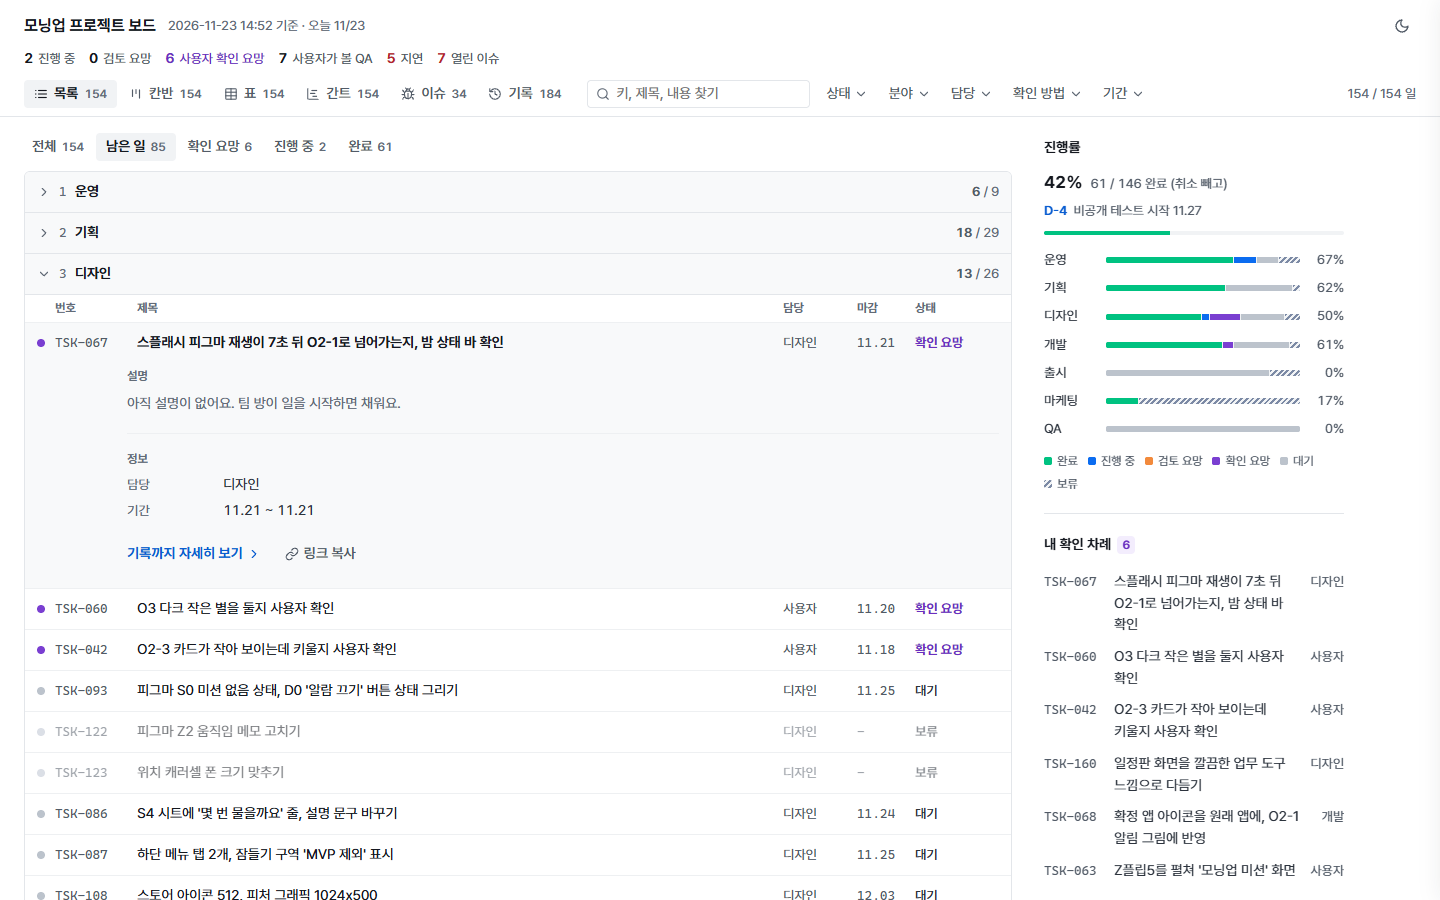 모닝업 프로젝트 보드 2026-11-23 14:52 기준 · 오늘 11/23
2 진행 중 0 검토 요망 6 사용자 확인 요망 7 사용자가 볼 QA 5 지연 7 열린 이슈
목록 154 칸반 154 표 154 간트 154 이슈 34 기록 184 키, 제목, 내용 찾기 상태 분야 담당 확인 방법 기간 154 / 154 일
전체 154 남은 일 85 확인 요망 6 진행 중 2 완료 61
1 운영 6 / 9
2 기획 18 / 29
3 디자인 13 / 26
번호 제목 담당 마감 상태
TSK-067 스플래시 피그마 재생이 7초 뒤 O2-1로 넘어가는지, 밤 상태 바 확인 디자인 11.21 확인 요망
설명
아직 설명이 없어요. 팀 방이 일을 시작하면 채워요.
정보
담당 디자인
기간 11.21 ~ 11.21
기록까지 자세히 보기 링크 복사
TSK-060 O3 다크 작은 별을 둘지 사용자 확인 사용자 11.20 확인 요망
TSK-042 O2-3 카드가 작아 보이는데 키울지 사용자 확인 사용자 11.18 확인 요망
TSK-093 피그마 S0 미션 없음 상태, D0 '알람 끄기' 버튼 상태 그리기 디자인 11.25 대기
TSK-122 피그마 Z2 움직임 메모 고치기 디자인 – 보류
TSK-123 위치 캐러셀 폰 크기 맞추기 디자인 – 보류
TSK-086 S4 시트에 '몇 번 물을까요' 줄, 설명 문구 바꾸기 디자인 11.24 대기
TSK-087 하단 메뉴 탭 2개, 잠들기 구역 'MVP 제외' 표시 디자인 11.25 대기
TSK-108 스토어 아이콘 512, 피처 그래픽 1024x500 디자인 12.03 대기
진행률
42% 61 / 146 완료 (취소 빼고)
D-4 비공개 테스트 시작 11.27
운영 67%
기획 62%
디자인 50%
개발 61%
출시 0%
마케팅 17%
QA 0%
완료 진행 중 검토 요망 확인 요망 대기
보류
내 확인 차례 6
TSK-067 스플래시 피그마 재생이 7초 뒤 디자인
O2-1로 넘어가는지, 밤 상태 바
확인
TSK-060 O3 다크 작은 별을 둘지 사용자 사용자
확인
TSK-042 O2-3 카드가 작아 보이는데 사용자
키울지 사용자 확인
TSK-160 일정판 화면을 깔끔한 업무 도구 디자인
느낌으로 다듬기
TSK-068 확정 앱 아이콘을 원래 앱에, O2-1 개발
알림 그림에 반영
TSK-063 Z플립5를 펼쳐 '모닝업 미션' 화면 사용자